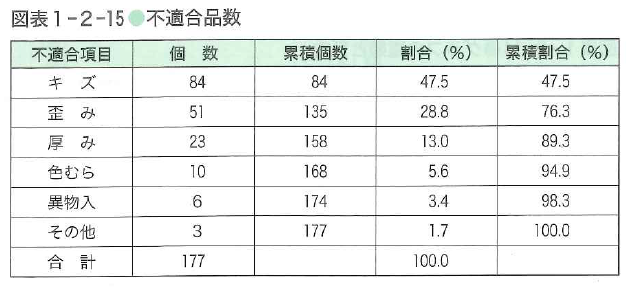 図表1-2-15●不適合品数
不適合項目 個 数 累積個数 割合(%) 累積割合(%)
キ ズ 84 84 47.5 47.5
歪 み 51 135 28.8 76.3
厚 み 23 158 13.0 89.3
色むら 10 168 5.6 94.9
異物入 6 174 3.4 98.3
その他 3 177 1.7 100.0
合 計 177 100.0